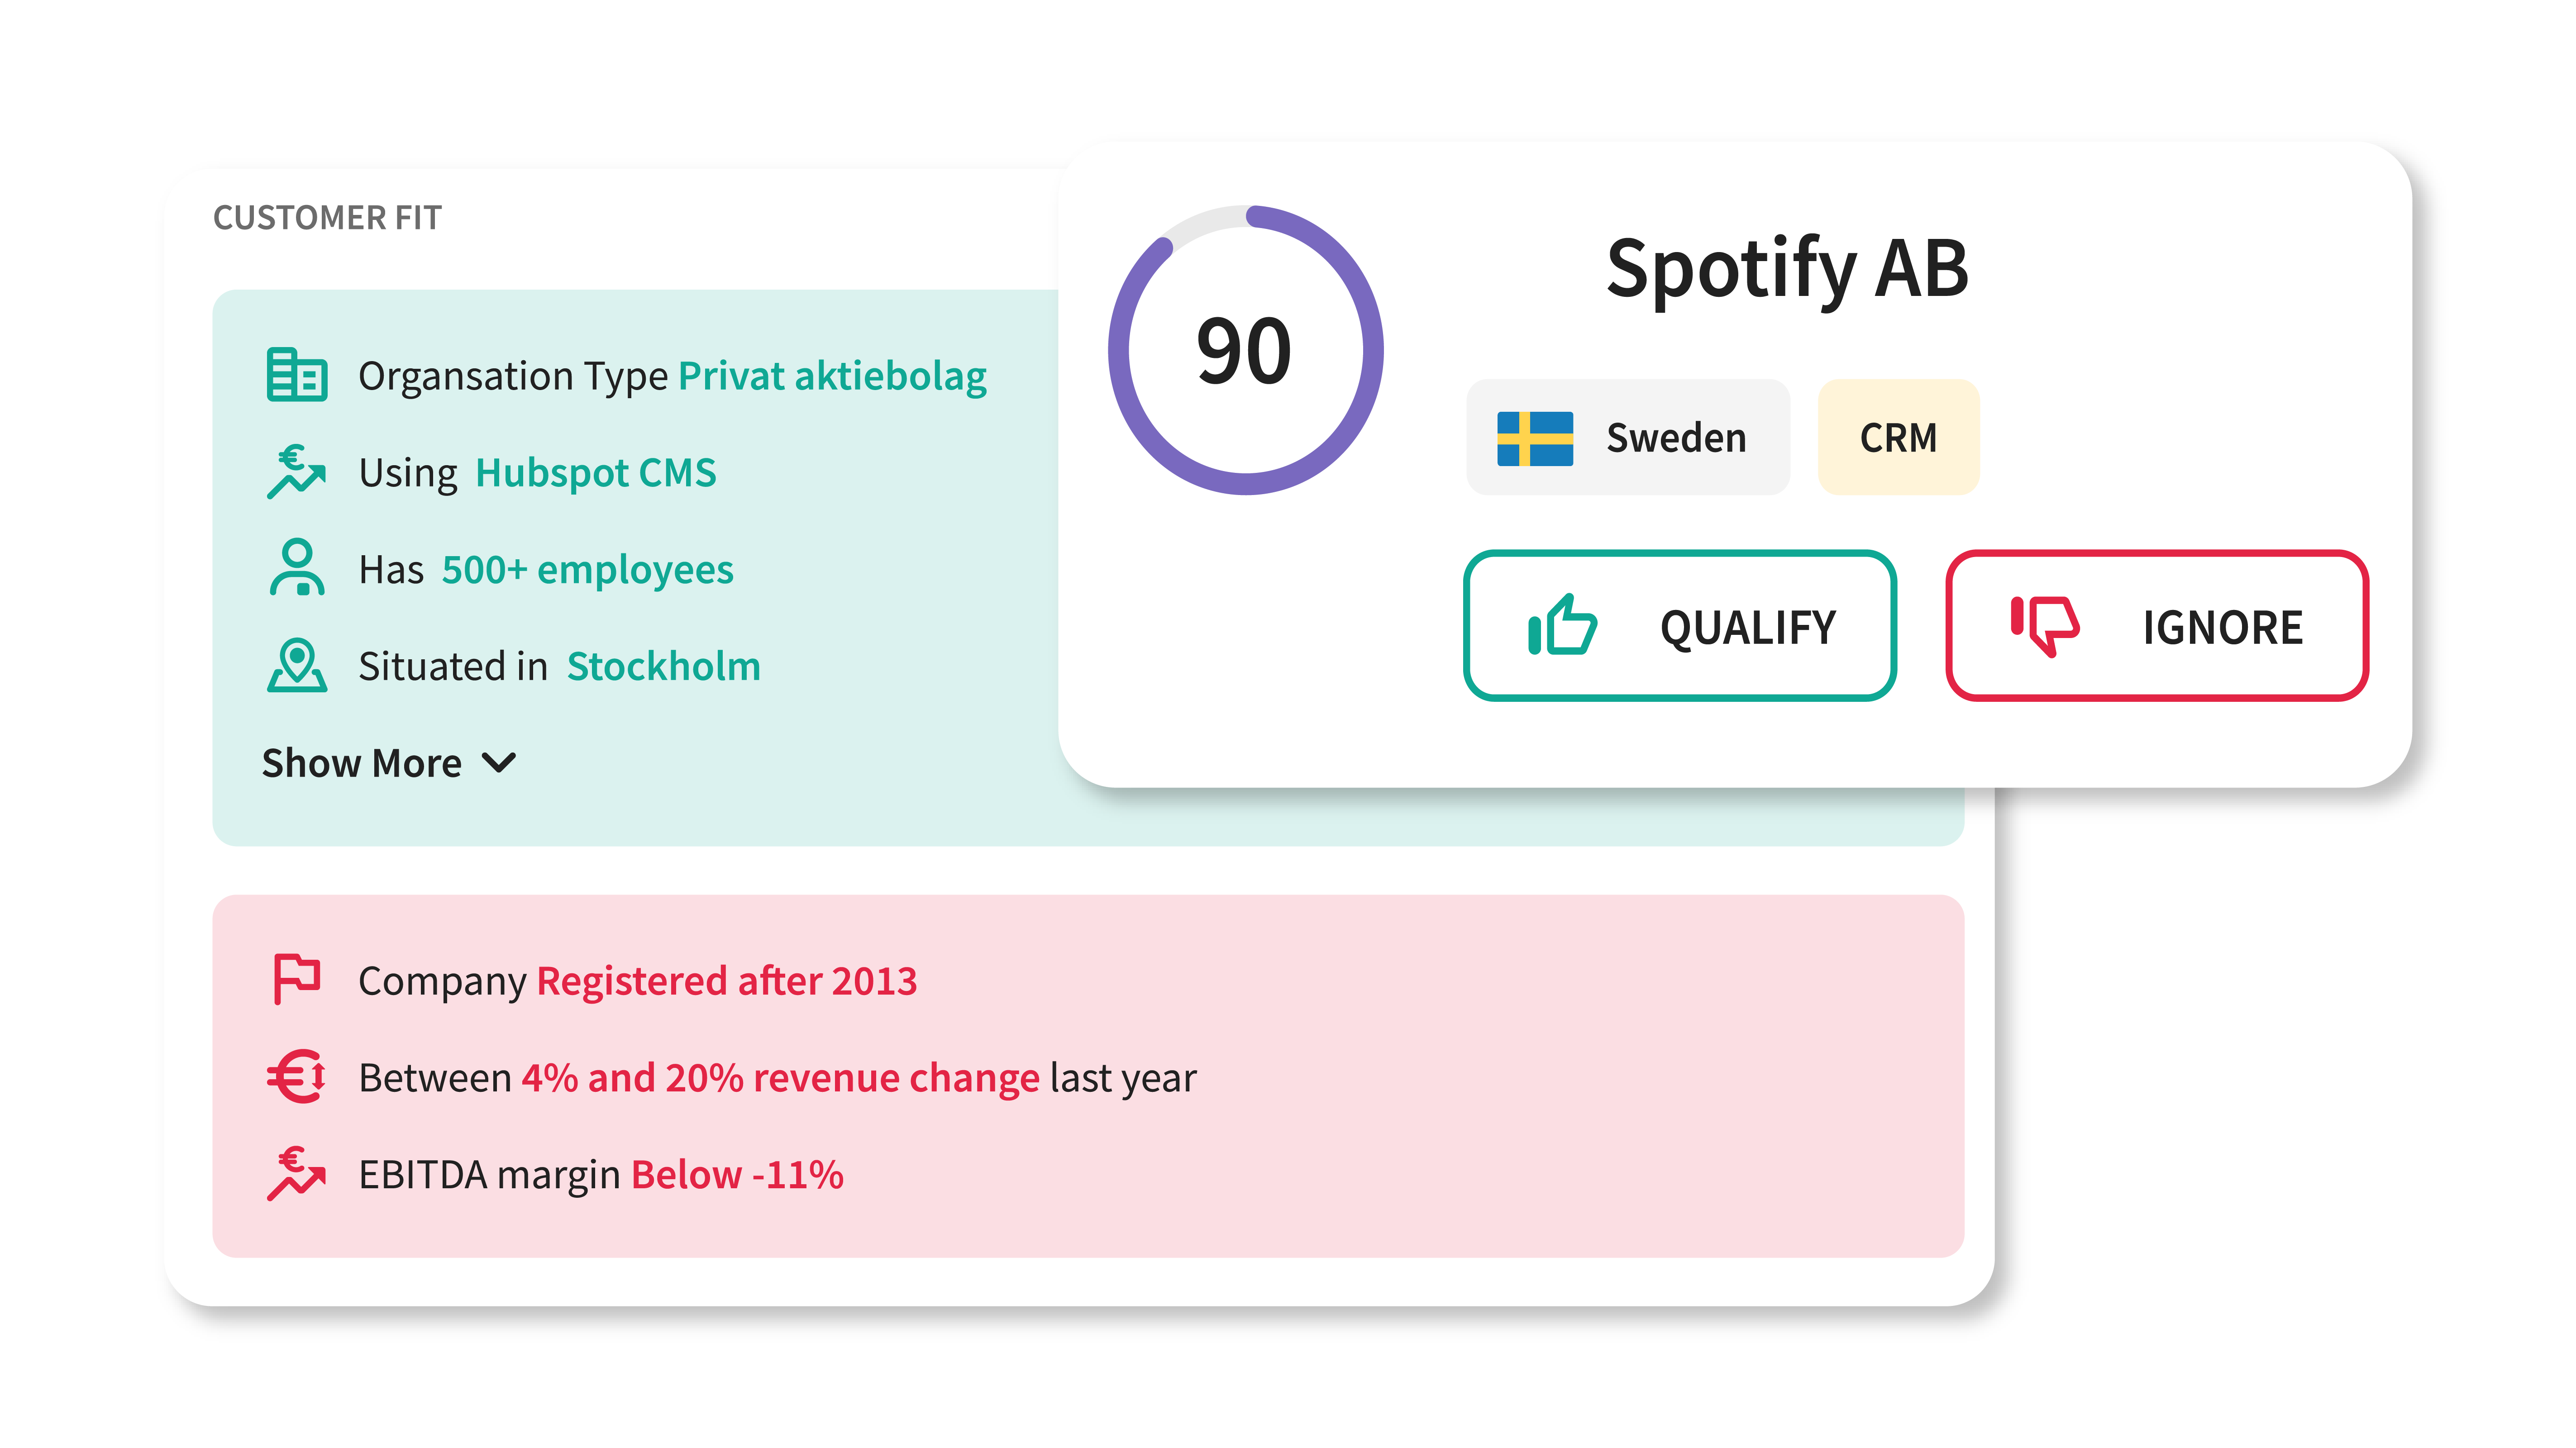 CUSTOMER FIT
Organsation Type Privat aktiebolag
Using Hubspot CMS
Has 500+ employees
Situated in Stockholm
Show More
Company Registered after 2013
Between 4% and 20% revenue change last year
EBITDA margin Below -11%
90
Spotify AB
Sweden
CRM
QUALIFY
IGNORE